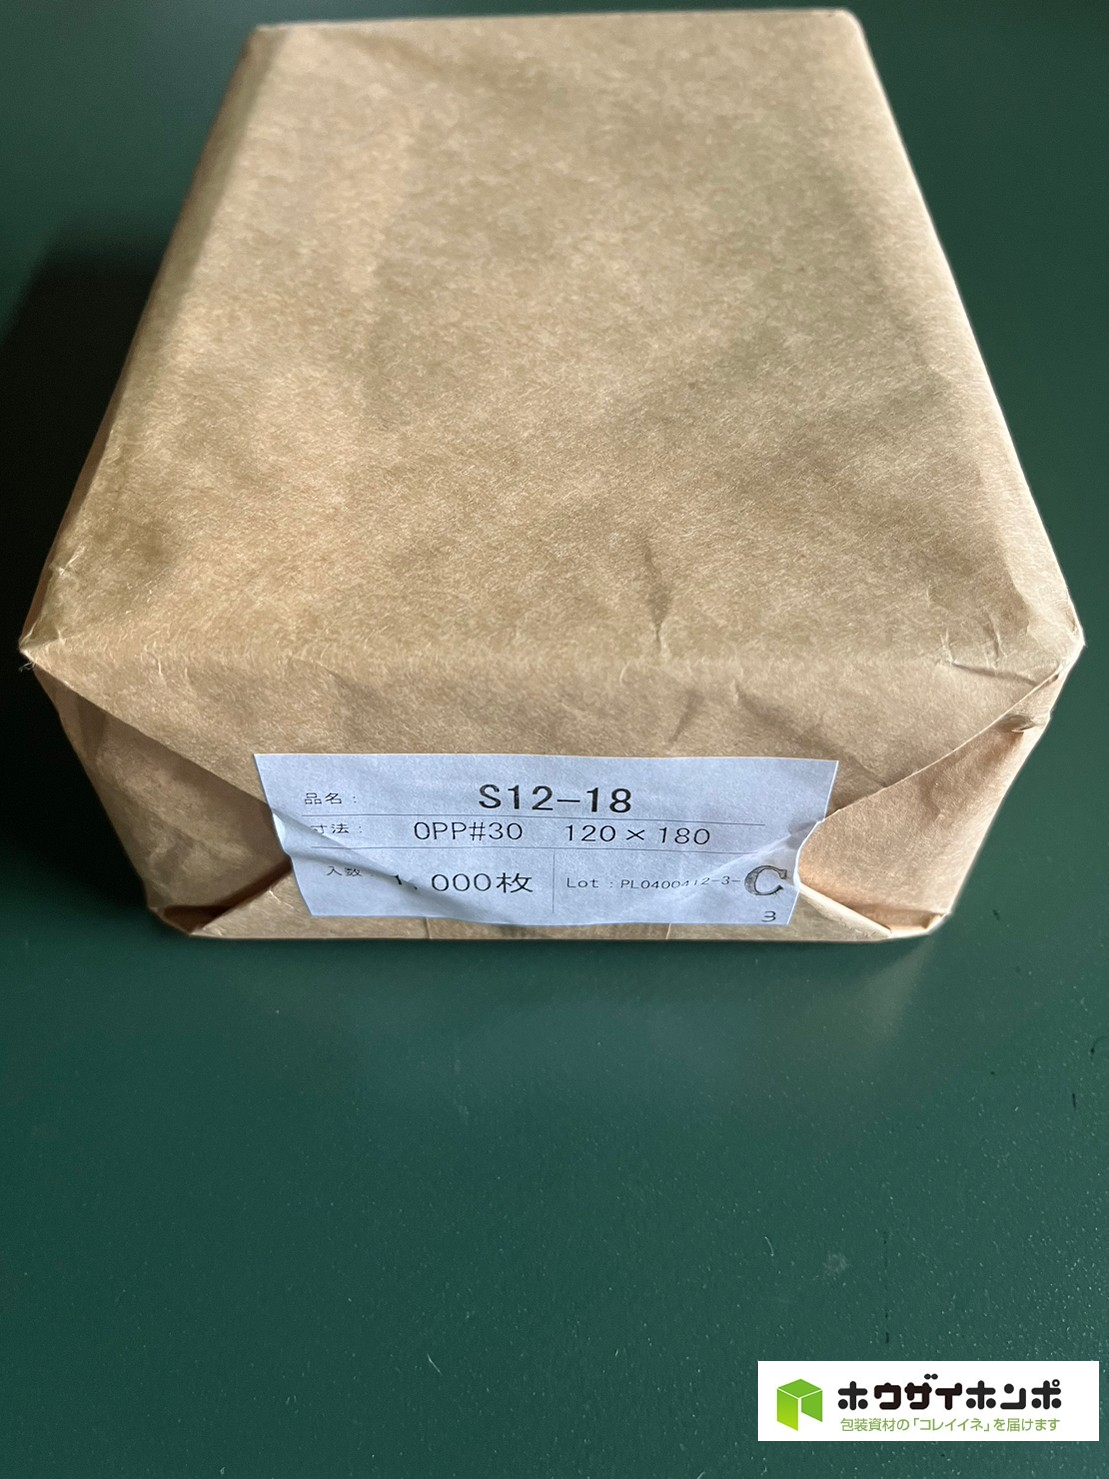 品名： S12-18
寸法： OPP#30 120×180
入数 1,000枚 Lot：PL0400412-3-C
3
ホウザイホンポ
包装資材の「コレイイネ」を届けます